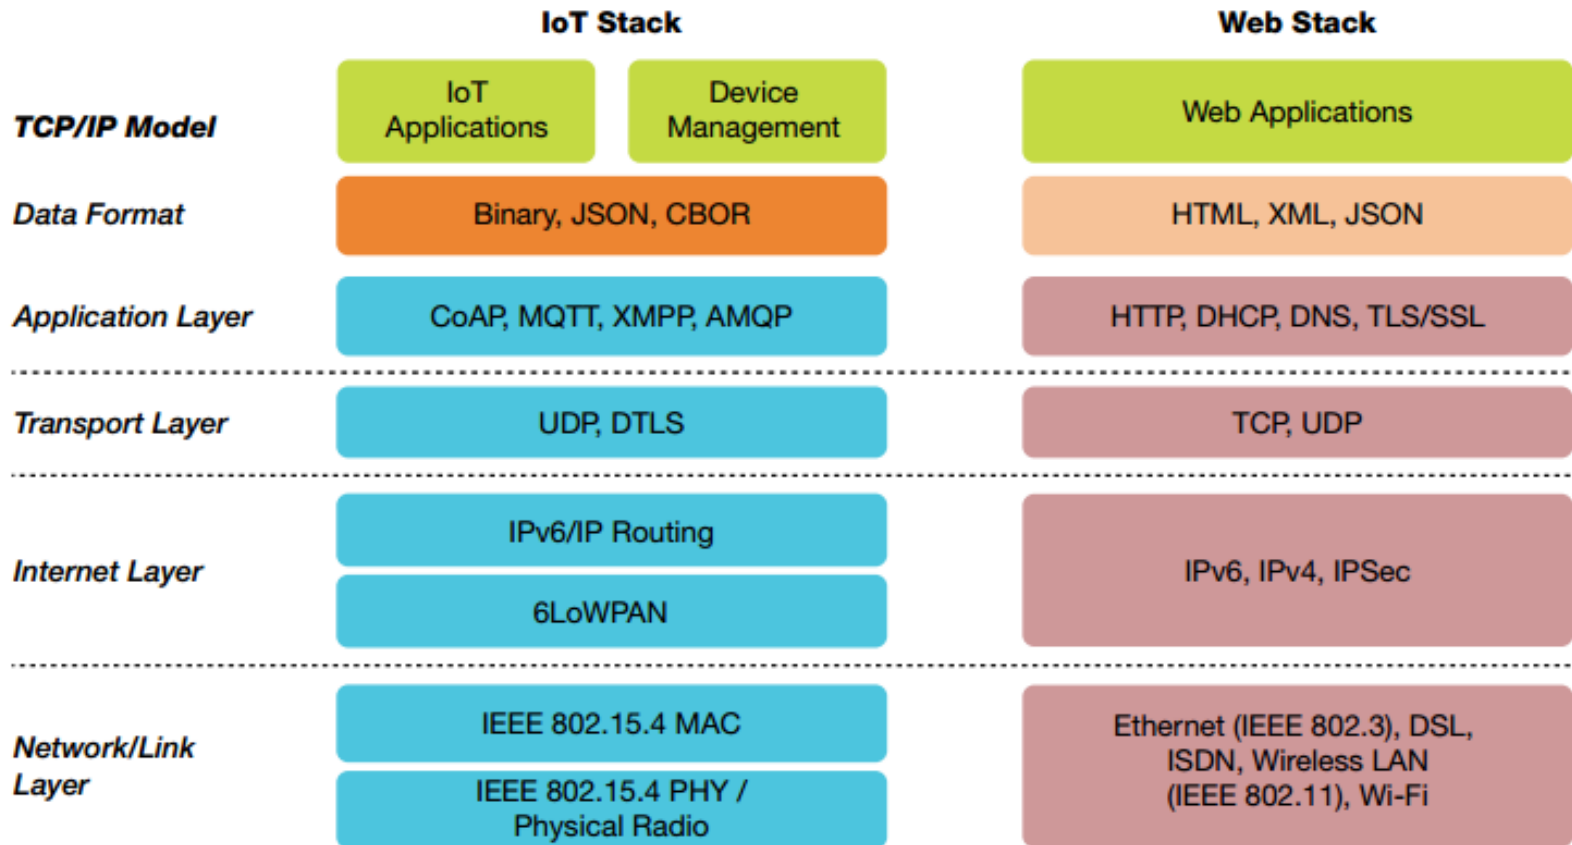 IoT Stack
Web Stack
TCP/IP Model
IoT
Applications
Device
Management
Web Applications
Data Format
Binary, JSON, CBOR
HTML, XML, JSON
Application Layer
CoAP, MQTT, XMPP, AMQP
HTTP, DHCP, DNS, TLS/SSL
Transport Layer
UDP, DTLS
TCP, UDP
Internet Layer
IPv6/IP Routing
6LoWPAN
IPv6, IPv4, IPSec
Network/Link
Layer
IEEE 802.15.4 MAC
IEEE 802.15.4 PHY /
Physical Radio
Ethernet (IEEE 802.3), DSL,
ISDN, Wireless LAN
(IEEE 802.11), Wi-Fi